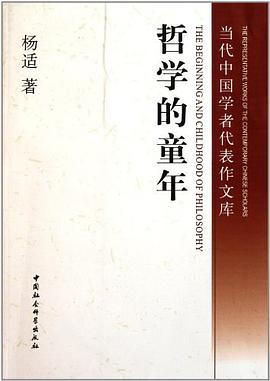 当代中国学者代表作文库
THE REPRESENTATIVE WORKS OF THE CONTEMPORARY CHINESE SCHOLARS
哲学的童年
THE BEGINNING AND CHILDHOOD OF PHILOSOPHY
杨适 著
中国社会科学出版社